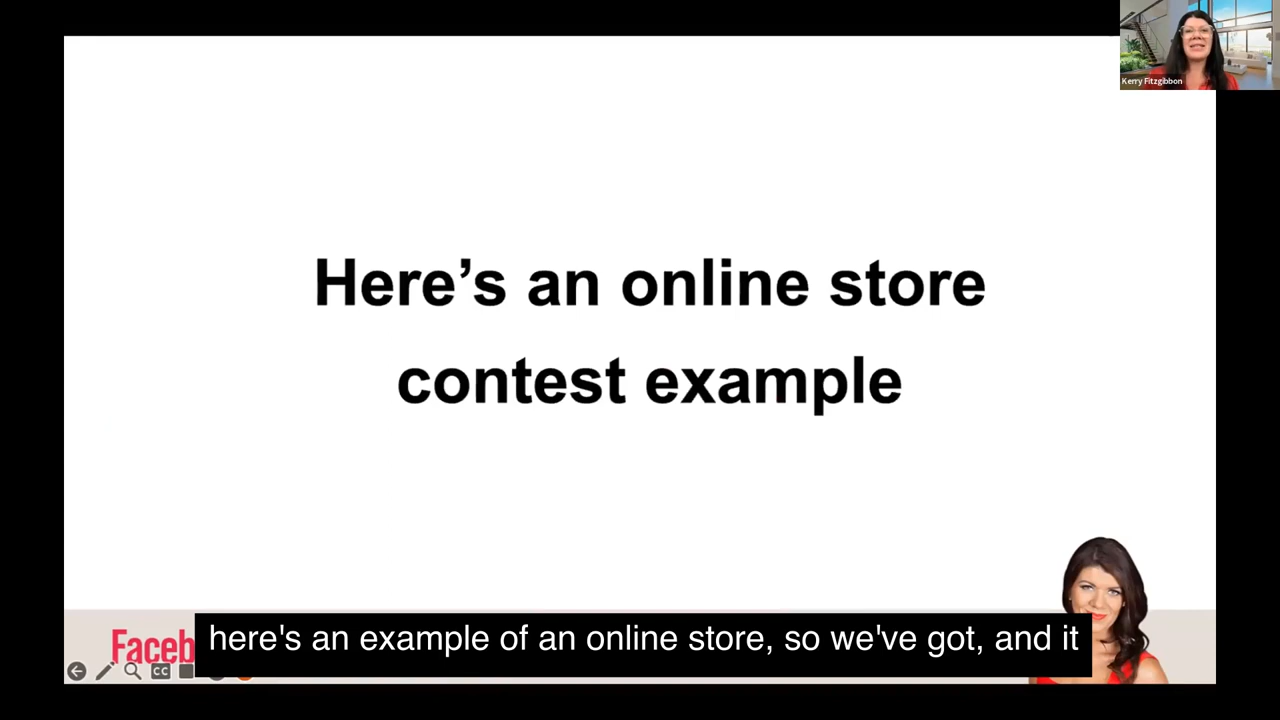 Kerry Fitzgibbon
Here’s an online store
contest example
Faceb
here's an example of an online store, so we've got, and it
CC